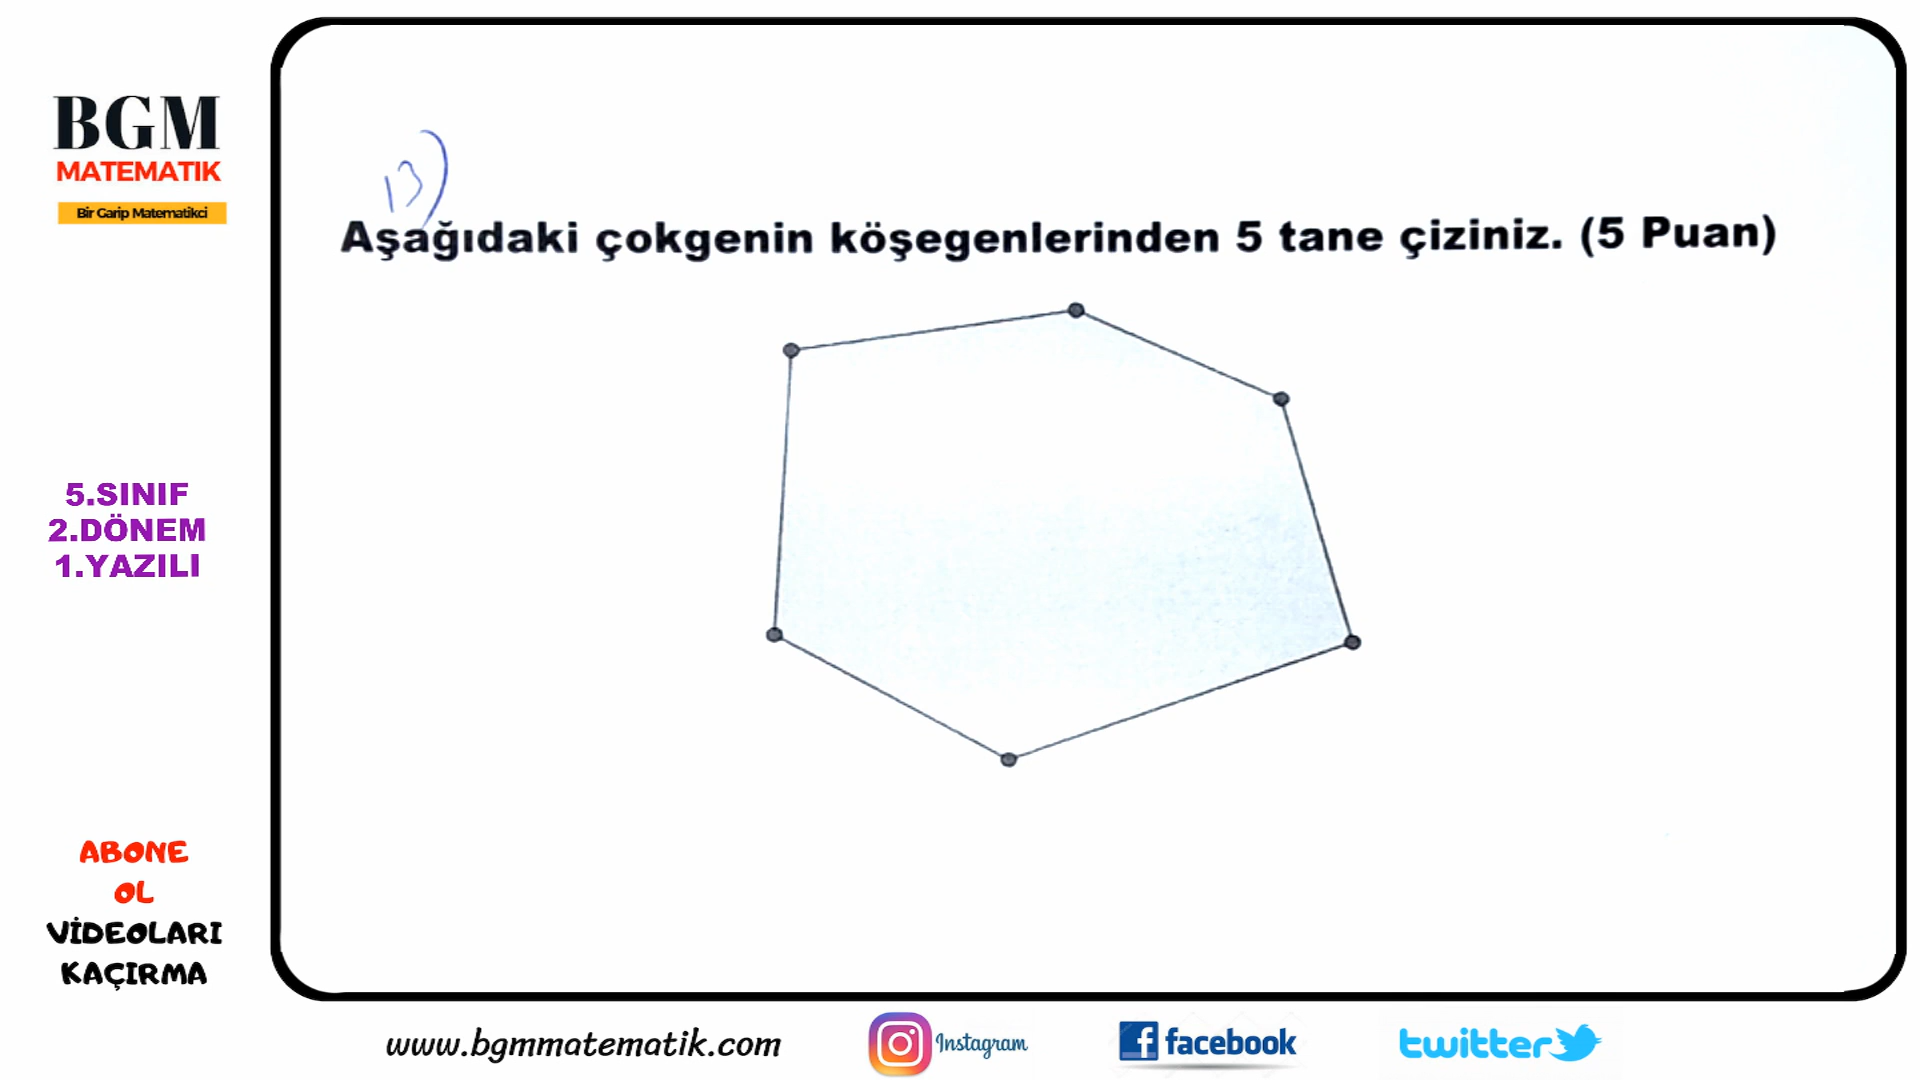 BGM
MATEMATIK
Bir Garip Matematikci
13)
Aşağıdaki çokgenin köşegenlerinden 5 tane çiziniz. (5 Puan)
5.SINIF
2.DÖNEM
1.YAZILI
ABONE
OL
VİDEOLARI
KAÇIRMA
www.bgmmatematik.com
Instagram
facebook
twitter